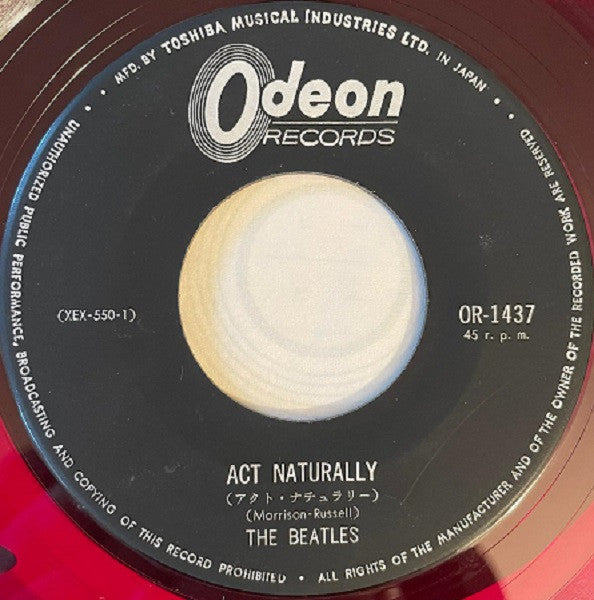 MFD. BY TOSHIBA MUSICAL INDUSTRIES LTD. IN JAPAN
Odeon
RECORDS
(XEX-550-1)
OR-1437
45 r. p. m.
ACT NATURALLY
(アクト・ナチュラリー)
(Morrison-Russell)
THE BEATLES
UNAUTHORIZED PUBLIC PERFORMANCE, BROADCASTING AND COPYING OF THIS RECORD PROHIBITED • ALL RIGHTS OF THE MANUFACTURER AND OF THE OWNER OF THE RECORDED WORK ARE RESERVED